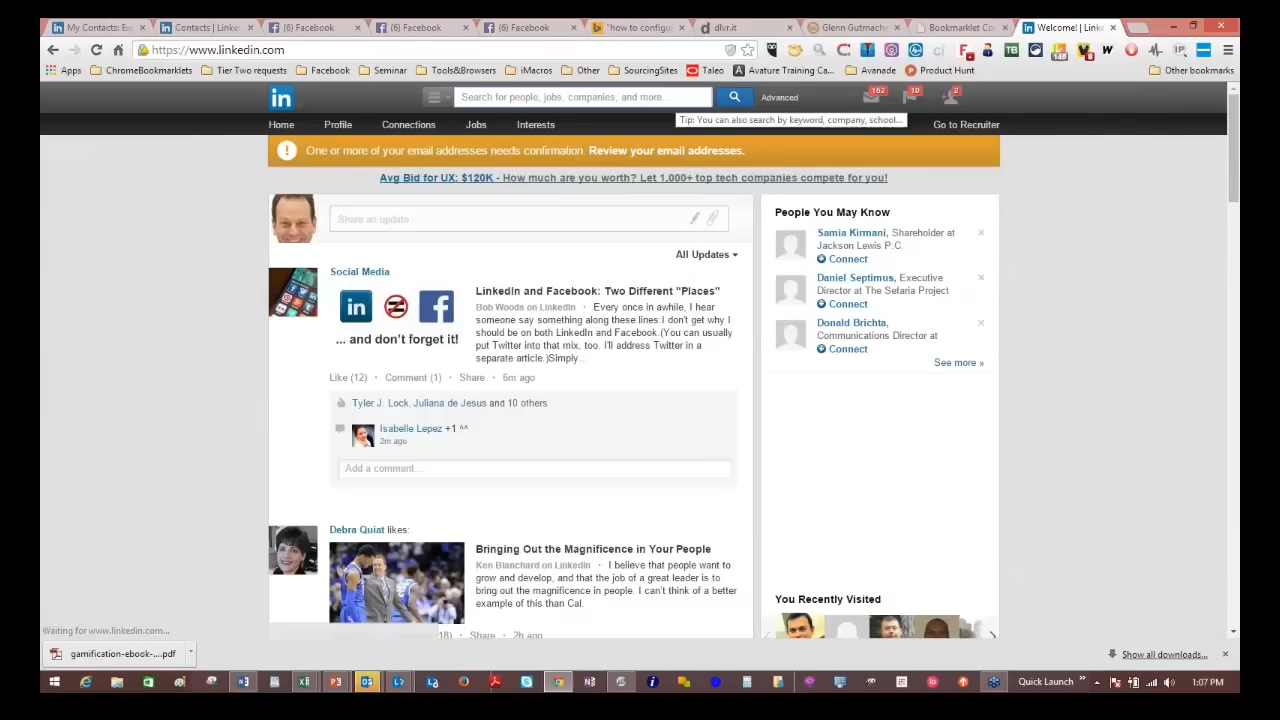 My Contacts: Ex
Contacts | Linked
(6) Facebook
(6) Facebook
(6) Facebook
"how to configu
dlvr.it
Glenn Gutmache
Bookmarklet Co
Welcome! | Linke
https://www.linkedin.com
Apps
ChromeBookmarklets
Tier Two requests
Facebook
Seminar
Tools&Browsers
iMacros
Other
SourcingSites
Taleo
Avature Training Ca...
Avanade
Product Hunt
Other bookmarks
in
Search for people, jobs, companies, and more...
Advanced
162
10
2
Tip: You can also search by keyword, company, school...
Home
Profile
Connections
Jobs
Interests
Go to Recruiter
One or more of your email addresses needs confirmation. Review your email addresses.
Avg Bid for UX: $120K - How much are you worth? Let 1,000+ top tech companies compete for you!
Share an update...
All Updates
People You May Know
Samia Kirmani, Shareholder at
Jackson Lewis P.C.
Connect
Daniel Septimus, Executive
Director at The Sefaria Project
Connect
Donald Brichta,
Communications Director at
Connect
See more »
Social Media
... and don't forget it!
LinkedIn and Facebook: Two Different "Places"
Bob Woods on LinkedIn · Every once in awhile, I hear
someone say something along these lines:I don't get why I
should be on both LinkedIn and Facebook.(You can usually
put Twitter into that mix, too. I'll address Twitter in a
separate article.)Simply...
Like (12) · Comment (1) · Share · 6m ago
Tyler J. Lock, Juliana de Jesus and 10 others
Isabelle Lepez +1 ^^
2m ago
Add a comment...
Debra Quiat likes:
Bringing Out the Magnificence in Your People
Ken Blanchard on LinkedIn · I believe that people want to
grow and develop, and that the job of a great leader is to
bring out the magnificence in people. I can't think of a better
example of this than Cal.
18) · Share · 2h ago
You Recently Visited
Waiting for www.linkedin.com...
gamification-ebook-....pdf
Show all downloads...
Quick Launch
1:07 PM